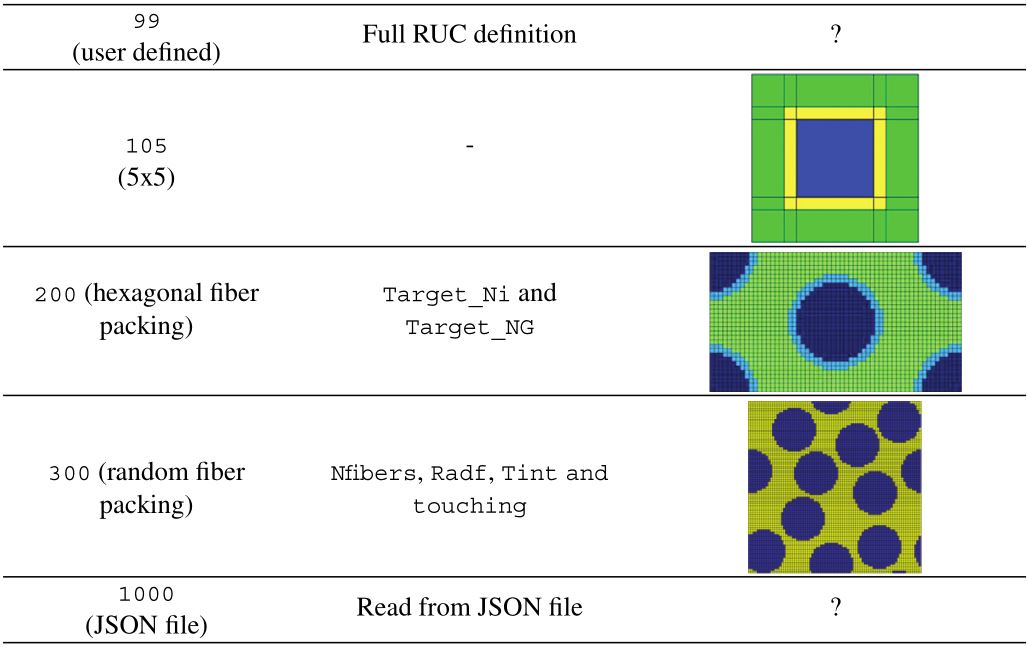 99
(user defined)
Full RUC definition
?
105
(5x5)
-
200 (hexagonal fiber
packing)
Target_Ni and
Target_NG
300 (random fiber
packing)
Nfibers, Radf, Tint and
touching
1000
(JSON file)
Read from JSON file
?